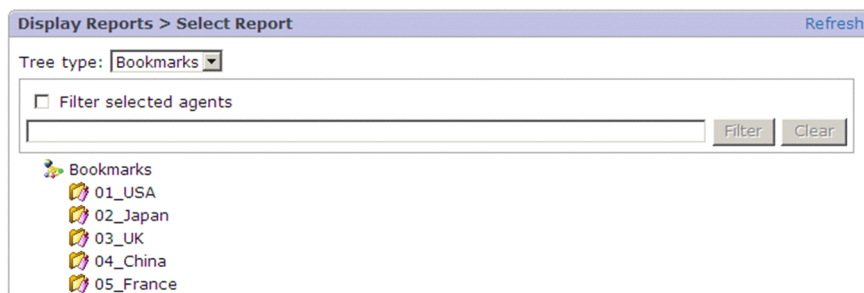 Display Reports > Select Report Refresh
Tree type: Bookmarks
Filter selected agents
Filter Clear
Bookmarks
01_USA
02_Japan
03_UK
04_China
05_France